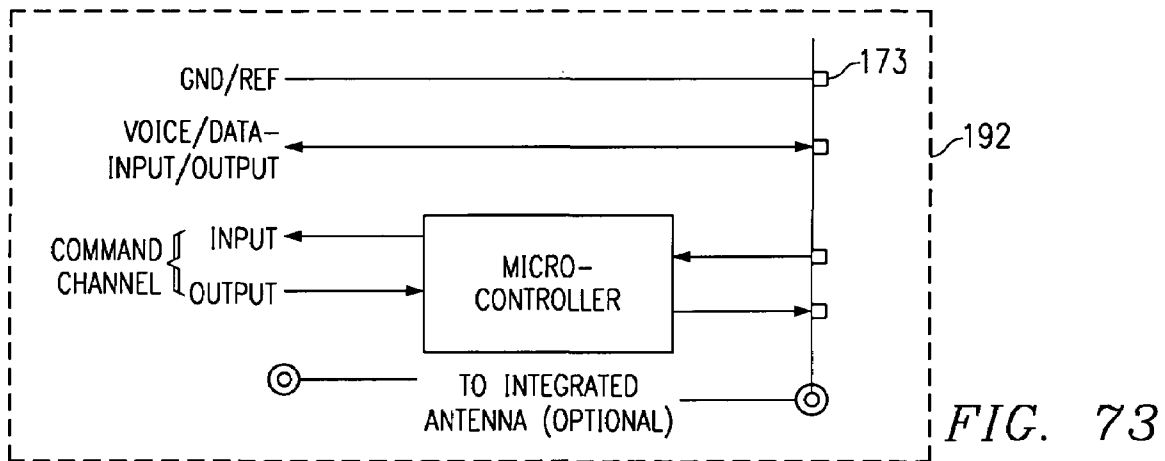 GND/REF
173
VOICE/DATA-
INPUT/OUTPUT
192
COMMAND
CHANNEL
INPUT
OUTPUT
MICRO-
CONTROLLER
TO INTEGRATED
ANTENNA (OPTIONAL)
FIG. 73